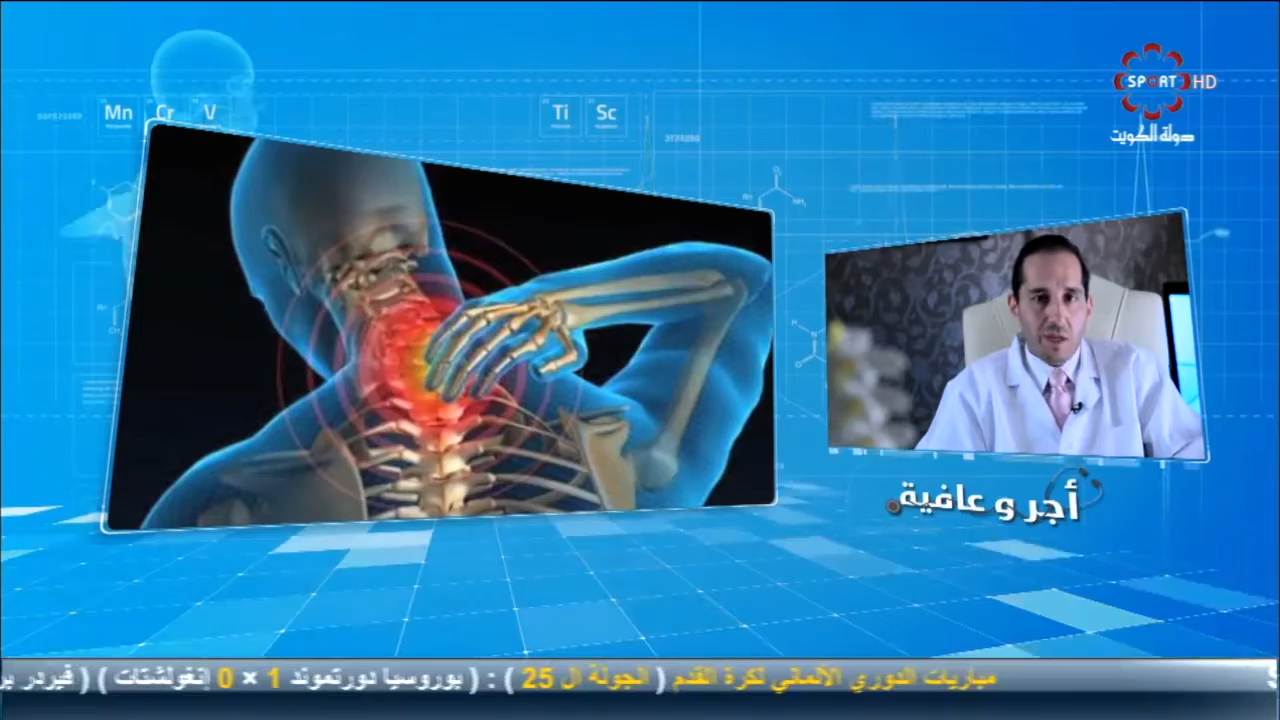 SPORT HD
دولة الكويت
Mn Cr V Ti Sc
أجر و عافية
مباريات الدوري الألماني لكرة القدم ( الجولة ال 25 ) : ( بوروسيا دورتموند 1 × 0 إنغولشتات ) ( فيردر